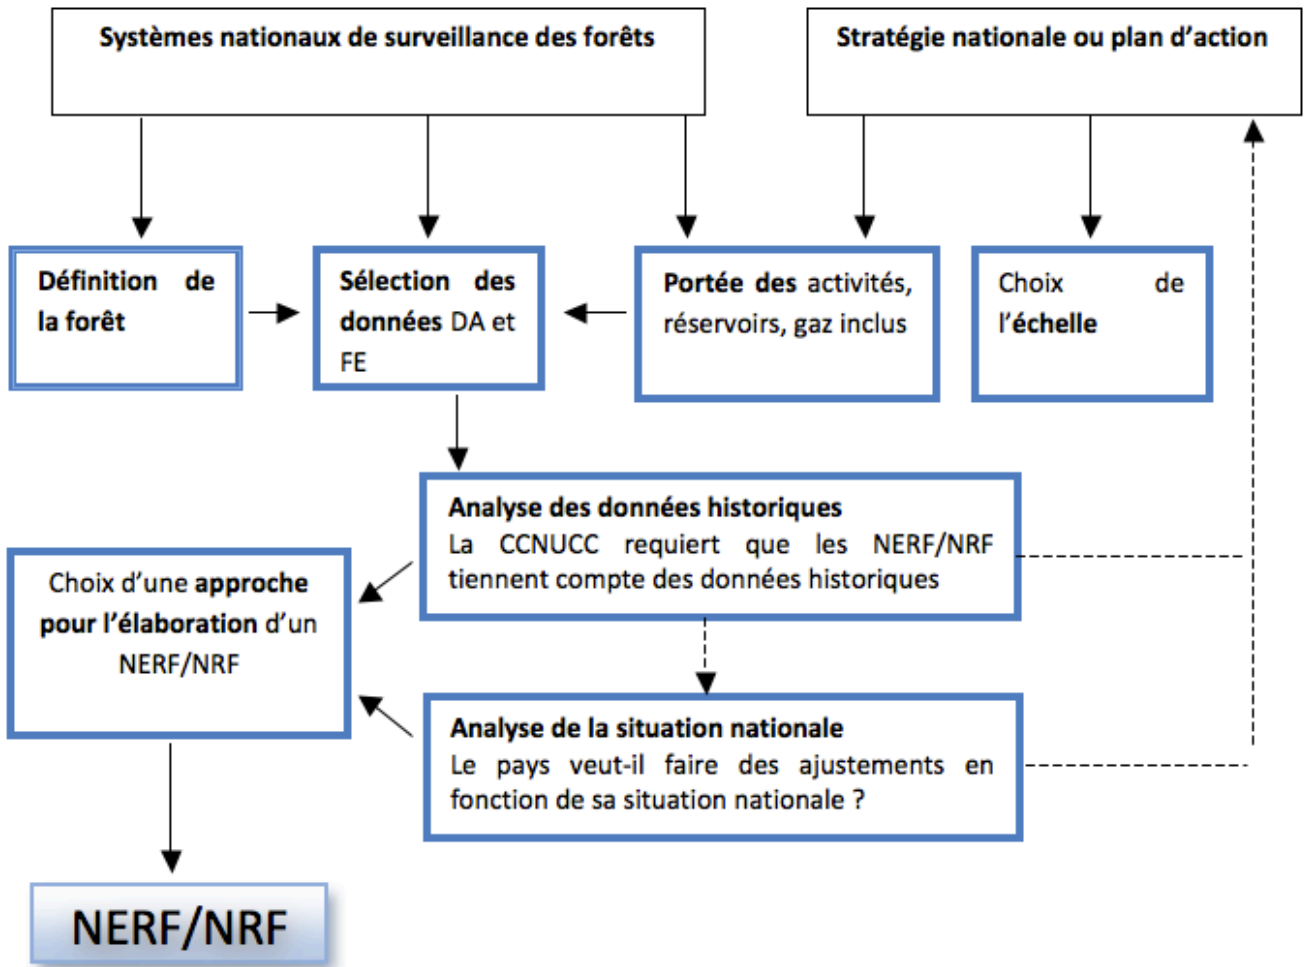 Systèmes nationaux de surveillance des forêts
Stratégie nationale ou plan d’action
Définition de
la forêt
Sélection des
données DA et
FE
Portée des activités,
réservoirs, gaz inclus
Choix de
l’échelle
Analyse des données historiques
La CCNUCC requiert que les NERF/NRF
tiennent compte des données historiques
Choix d’une approche
pour l’élaboration d’un
NERF/NRF
Analyse de la situation nationale
Le pays veut-il faire des ajustements en
fonction de sa situation nationale ?
NERF/NRF